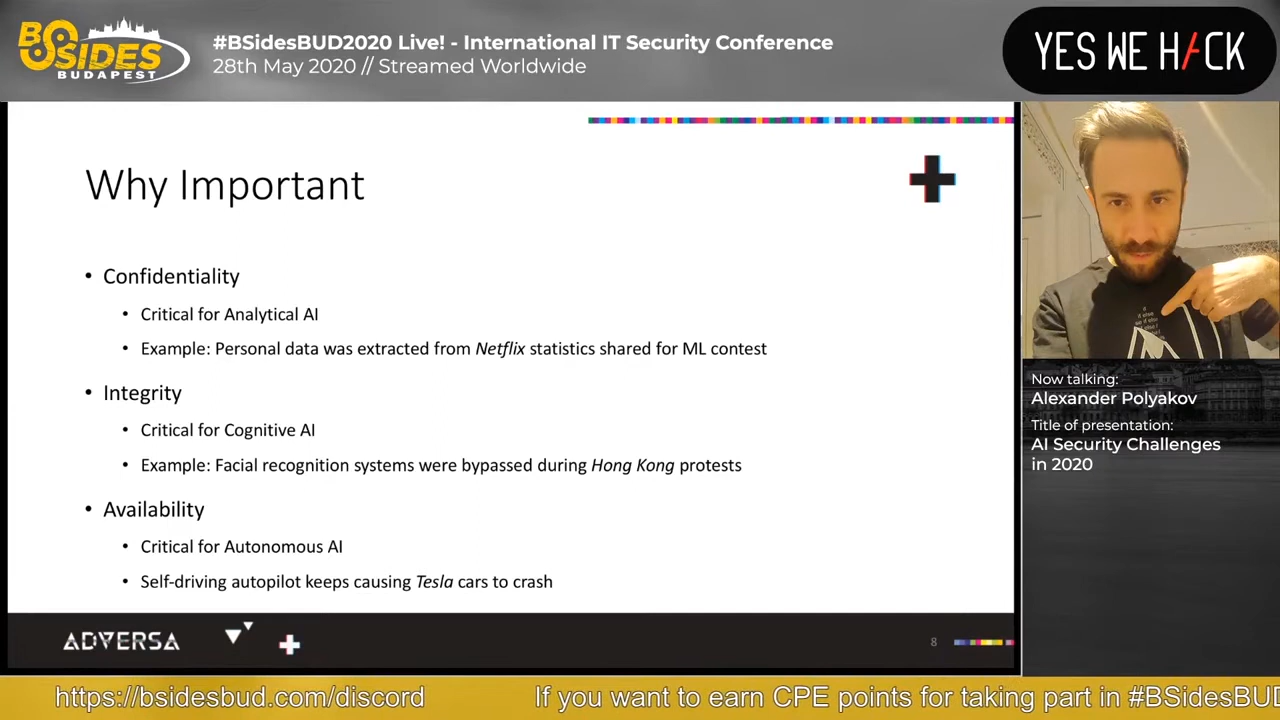 BSIDES
BUDAPEST
#BSidesBUD2020 Live! - International IT Security Conference
28th May 2020 // Streamed Worldwide
YES WE H/CK
Why Important
• Confidentiality
• Critical for Analytical AI
• Example: Personal data was extracted from Netflix statistics shared for ML contest
• Integrity
• Critical for Cognitive AI
• Example: Facial recognition systems were bypassed during Hong Kong protests
• Availability
• Critical for Autonomous AI
• Self-driving autopilot keeps causing Tesla cars to crash
ADVERSA
8
Now talking:
Alexander Polyakov
Title of presentation:
AI Security Challenges
in 2020
https://bsidesbud.com/discord
If you want to earn CPE points for taking part in #BSidesBUD